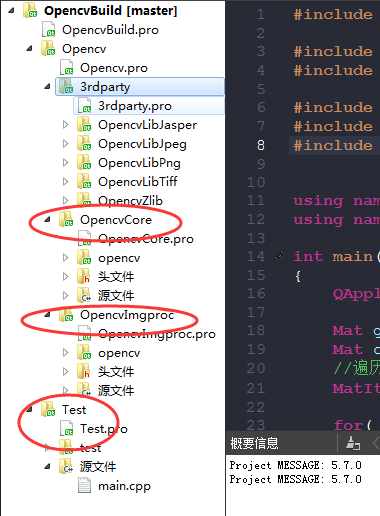 OpencvBuild [master]
OpencvBuild.pro
Opencv
Opencv.pro
3rdparty
3rdparty.pro
OpencvLibJasper
OpencvLibJpeg
OpencvLibPng
OpencvLibTiff
OpencvZlib
OpencvCore
OpencvCore.pro
opencv
头文件
源文件
OpencvImgproc
OpencvImgproc.pro
opencv
头文件
源文件
Test
Test.pro
test
源文件
main.cpp
1 #include
2
3 #include
4 #include
5
6 #include
7 #include
8 #include
9
10
11 using nam
12 using nam
13
14 int main(
15 {
16 QAppl
17
18 Mat
19 Mat
20 //遍历
21 MatIt
22
23 for(
概要信息
Project MESSAGE: 5.7.0
Project MESSAGE: 5.7.0